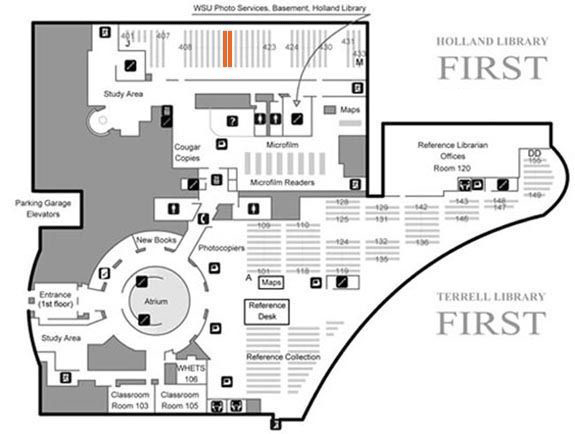 WSU Photo Services, Basement, Holland Library
HOLLAND LIBRARY
FIRST
401
407
408
423
424
430
431
433
J
M
Study Area
Maps
?
Cougar
Copies
Microfilm
Microfilm Readers
Reference Librarian
Offices
Room 120
DD
155
149
Parking Garage
Elevators
128
125
129
131
142
143
146
148
147
109
110
124
132
136
135
New Books
Photocopiers
101
118
119
A
Maps
Entrance
(1st floor)
Atrium
Reference
Desk
TERRELL LIBRARY
FIRST
Study Area
Reference Collection
WHETS
106
Classroom
Room 103
Classroom
Room 105